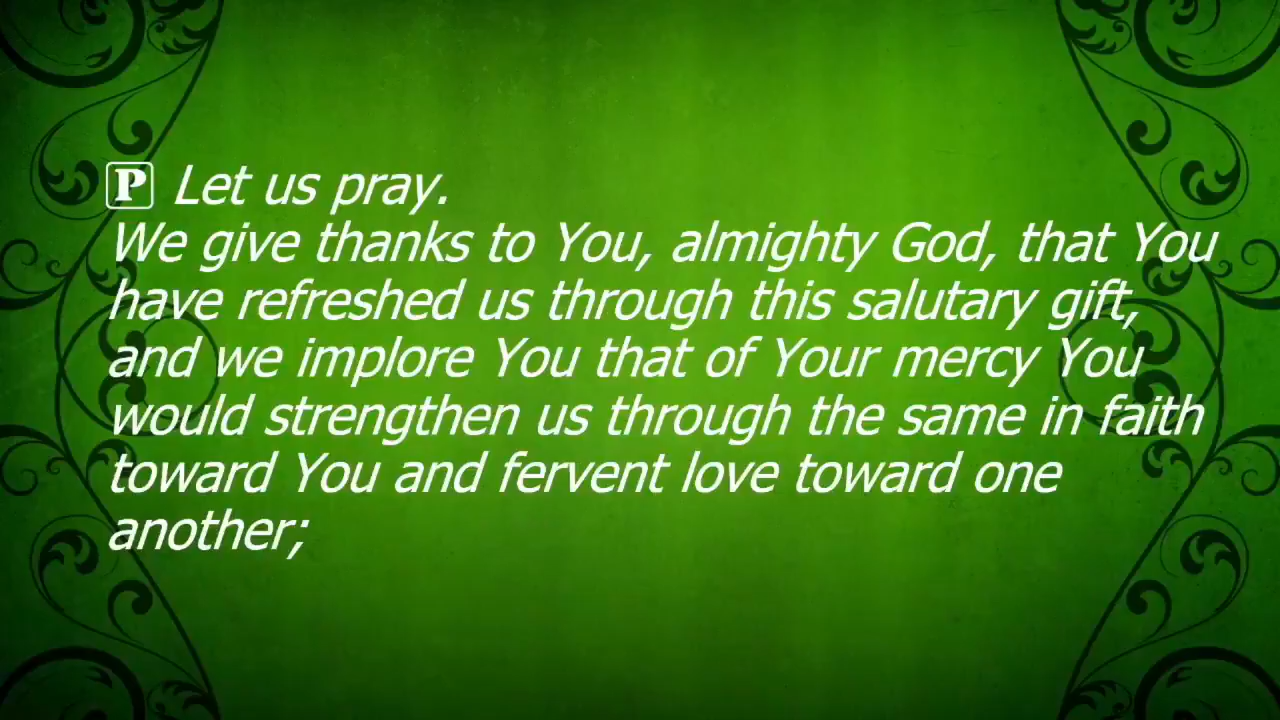 P Let us pray.
We give thanks to You, almighty God, that You
have refreshed us through this salutary gift,
and we implore You that of Your mercy You
would strengthen us through the same in faith
toward You and fervent love toward one
another;